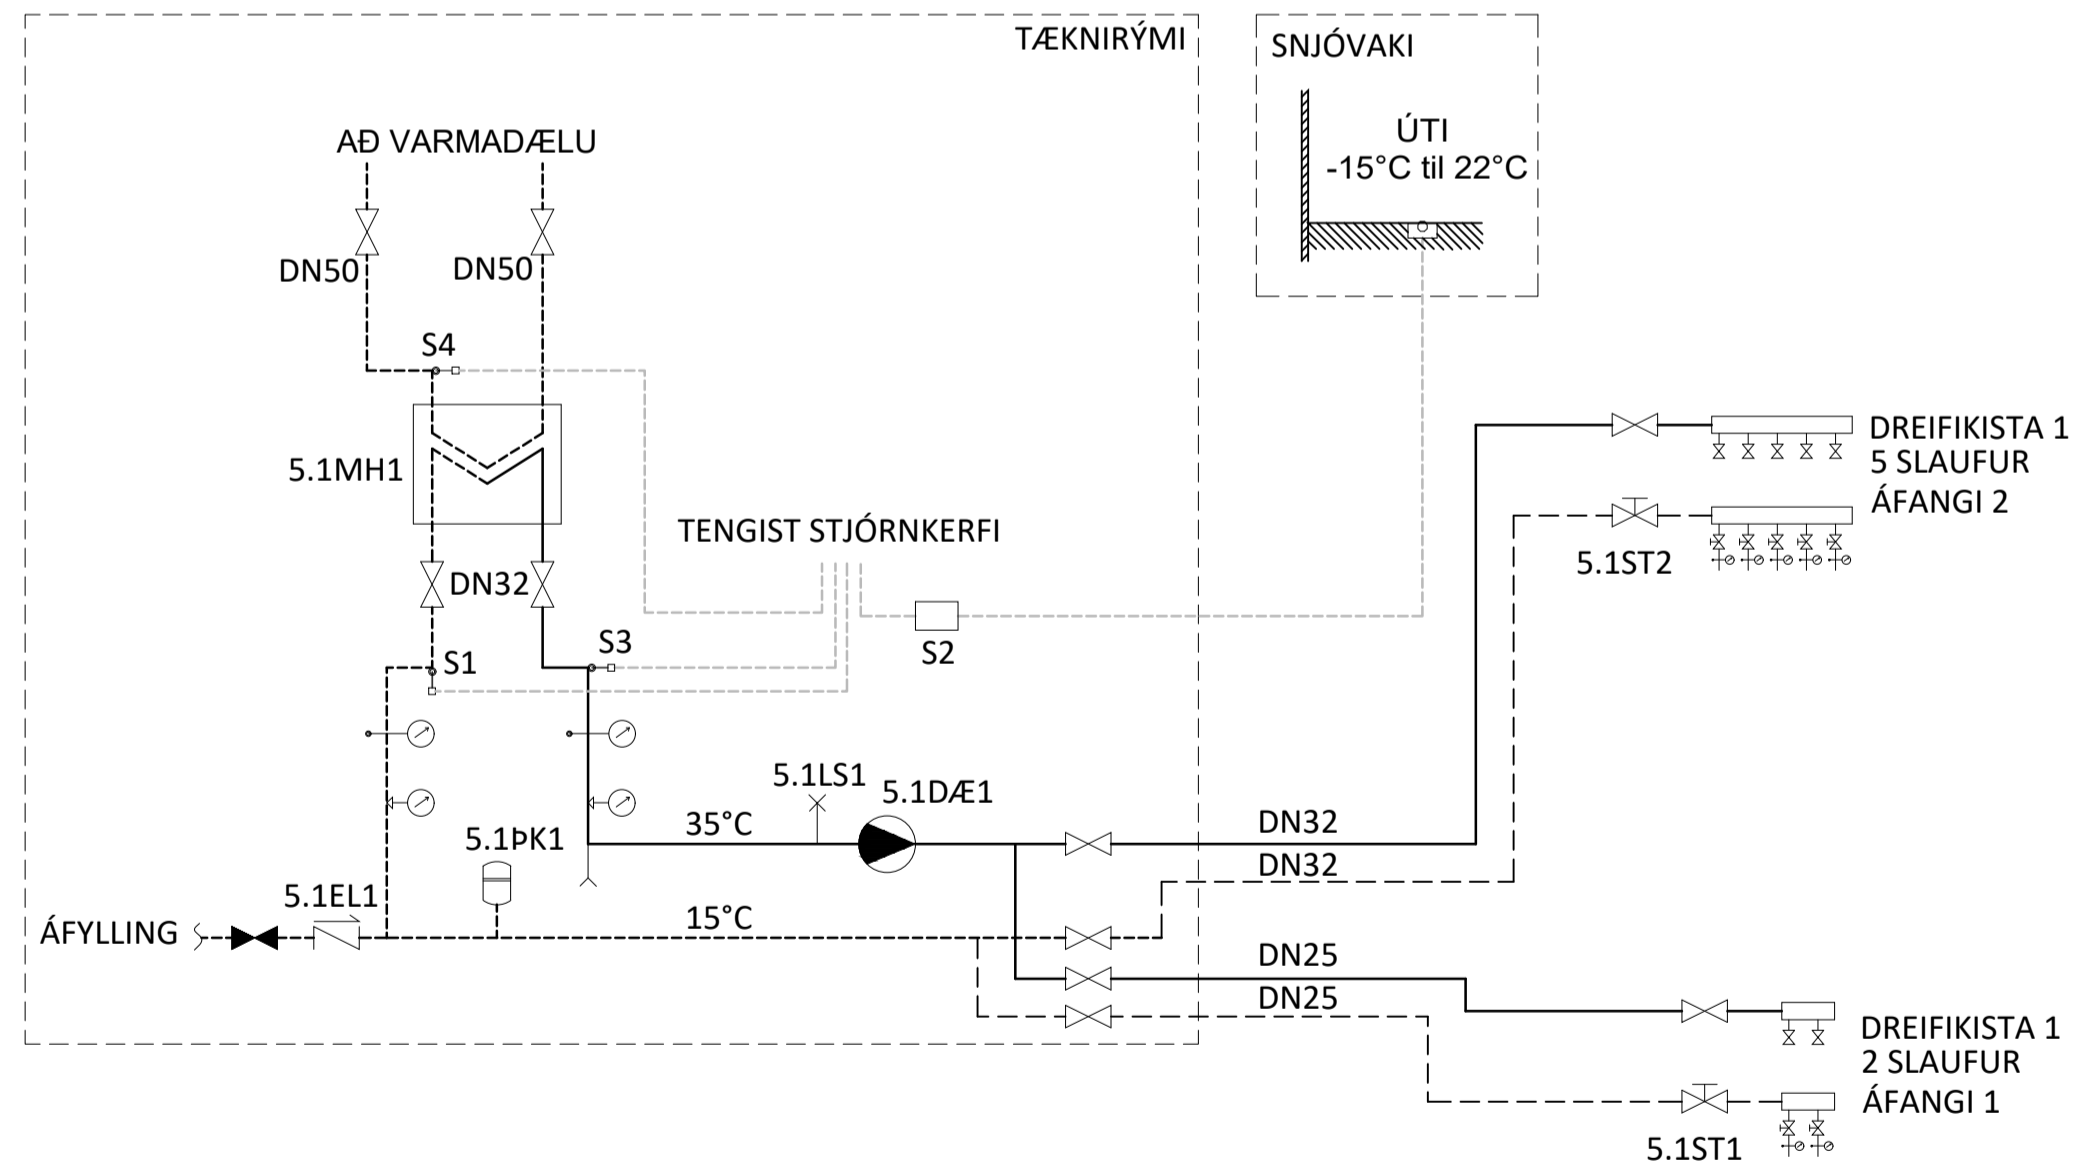 TÆKNIRÝMI
SNJÓVAKI
ÚTI
-15°C til 22°C
AÐ VARMADÆLU
DN50
DN50
S4
5.1MH1
TENGIST STJÓRNKERFI
DN32
S1
S3
S2
DREIFIKISTA 1
5 SLAUFUR
ÁFANGI 2
5.1ST2
5.1LS1
5.1DÆ1
35°C
5.1ÞK1
5.1EL1
ÁFYLLING
15°C
DN32
DN32
DN25
DN25
DREIFIKISTA 1
2 SLAUFUR
ÁFANGI 1
5.1ST1